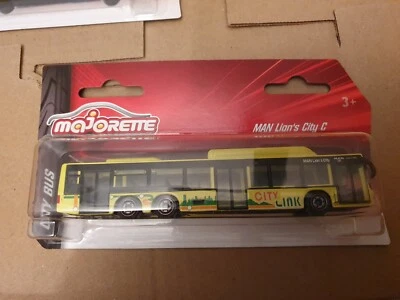 majorette
MAN Lion's City C
3+
CITY BUS
CITY
LINK